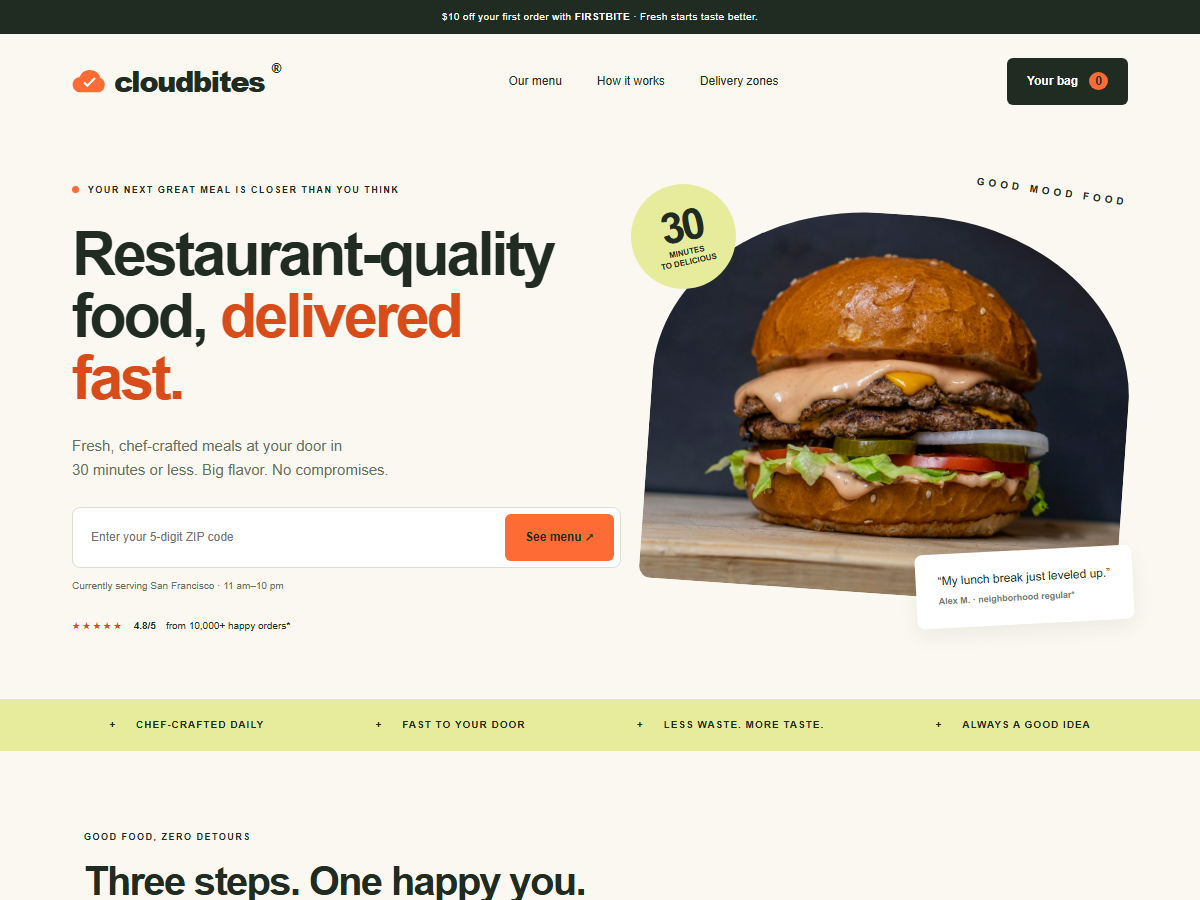 $10 off your first order with FIRSTBITE · Fresh starts taste better.
cloudbites ®
Our menu
How it works
Delivery zones
Your bag 0
YOUR NEXT GREAT MEAL IS CLOSER THAN YOU THINK
Restaurant-quality
food, delivered
fast.
Fresh, chef-crafted meals at your door in
30 minutes or less. Big flavor. No compromises.
Enter your 5-digit ZIP code
See menu ↗
Currently serving San Francisco · 11 am–10 pm
★★★★★ 4.8/5 from 10,000+ happy orders*
30
MINUTES
TO DELICIOUS
GOOD MOOD FOOD
“My lunch break just leveled up.”
Alex M. · neighborhood regular*
+ CHEF-CRAFTED DAILY
+ FAST TO YOUR DOOR
+ LESS WASTE. MORE TASTE.
+ ALWAYS A GOOD IDEA
GOOD FOOD, ZERO DETOURS
Three steps. One happy you.